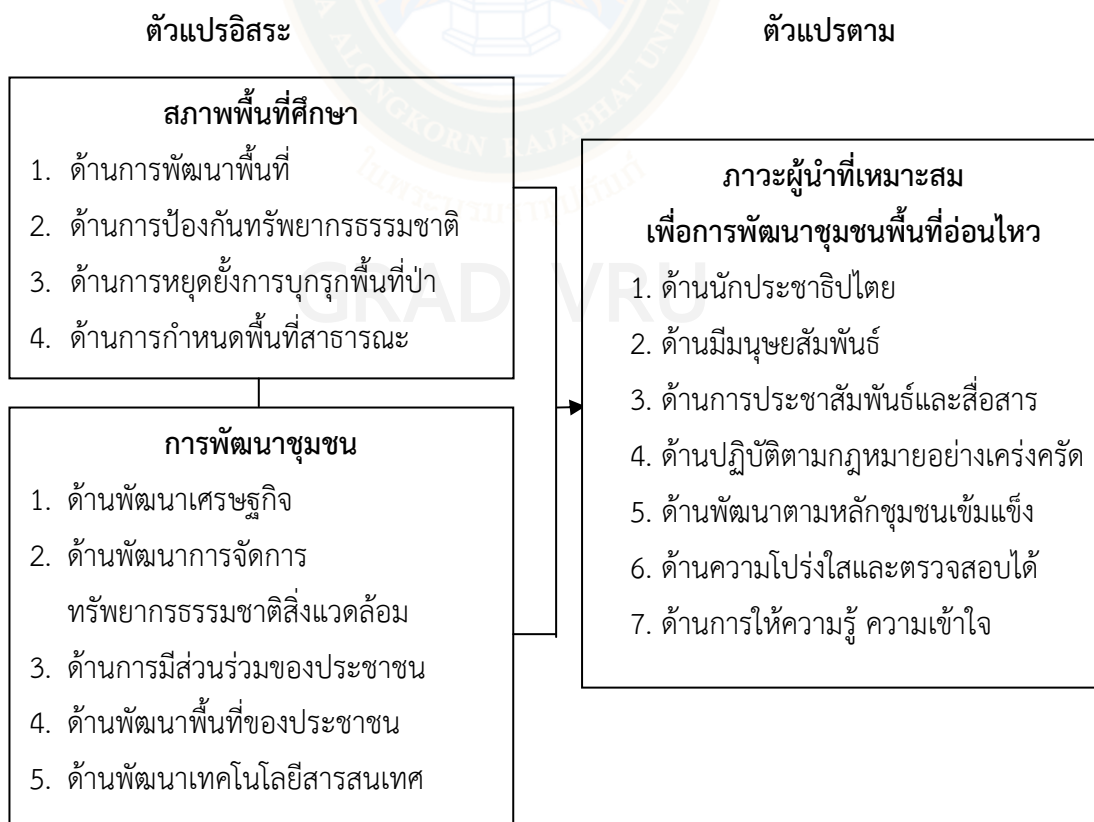 ตัวแปรอิสระ
ตัวแปรตาม
สภาพพื้นที่ศึกษา
1. ด้านการพัฒนาพื้นที่
2. ด้านการป้องกันทรัพยากรธรรมชาติ
3. ด้านการหยุดยั้งการบุกรุกพื้นที่ป่า
4. ด้านการกำหนดพื้นที่สาธารณะ
การพัฒนาชุมชน
1. ด้านพัฒนาเศรษฐกิจ
2. ด้านพัฒนาการจัดการ
ทรัพยากรธรรมชาติสิ่งแวดล้อม
3. ด้านการมีส่วนร่วมของประชาชน
4. ด้านพัฒนาพื้นที่ของประชาชน
5. ด้านพัฒนาเทคโนโลยีสารสนเทศ
ภาวะผู้นำที่เหมาะสม
เพื่อการพัฒนาชุมชนพื้นที่อ่อนไหว
1. ด้านนักประชาธิปไตย
2. ด้านมีมนุษยสัมพันธ์
3. ด้านการประชาสัมพันธ์และสื่อสาร
4. ด้านปฏิบัติตามกฎหมายอย่างเคร่งครัด
5. ด้านพัฒนาตามหลักชุมชนเข้มแข็ง
6. ด้านความโปร่งใสและตรวจสอบได้
7. ด้านการให้ความรู้ ความเข้าใจ
ALONGKORN RAJABHAT UNIV
ในพระบรมราชูปถัมภ์
GRAD VRU